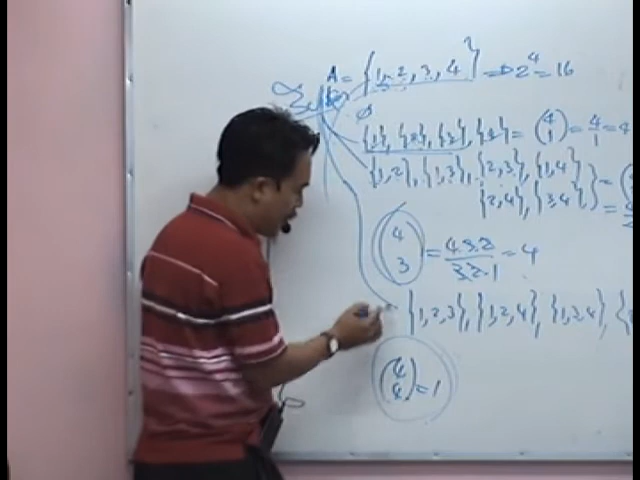 A = {1, 2, 3, 4} ⇒ 2⁴ = 16
∅
{1}, {2}, {3}, {4} = (4 1) = 4/1 = 4
{1, 2}, {1, 3}, {2, 3}, {1, 4}
{2, 4}, {3, 4}
(4 3) = 4.3.2/3.2.1 = 4
{1, 2, 3}, {1, 2, 4}, {1, 3, 4}, {
(4 4) = 1